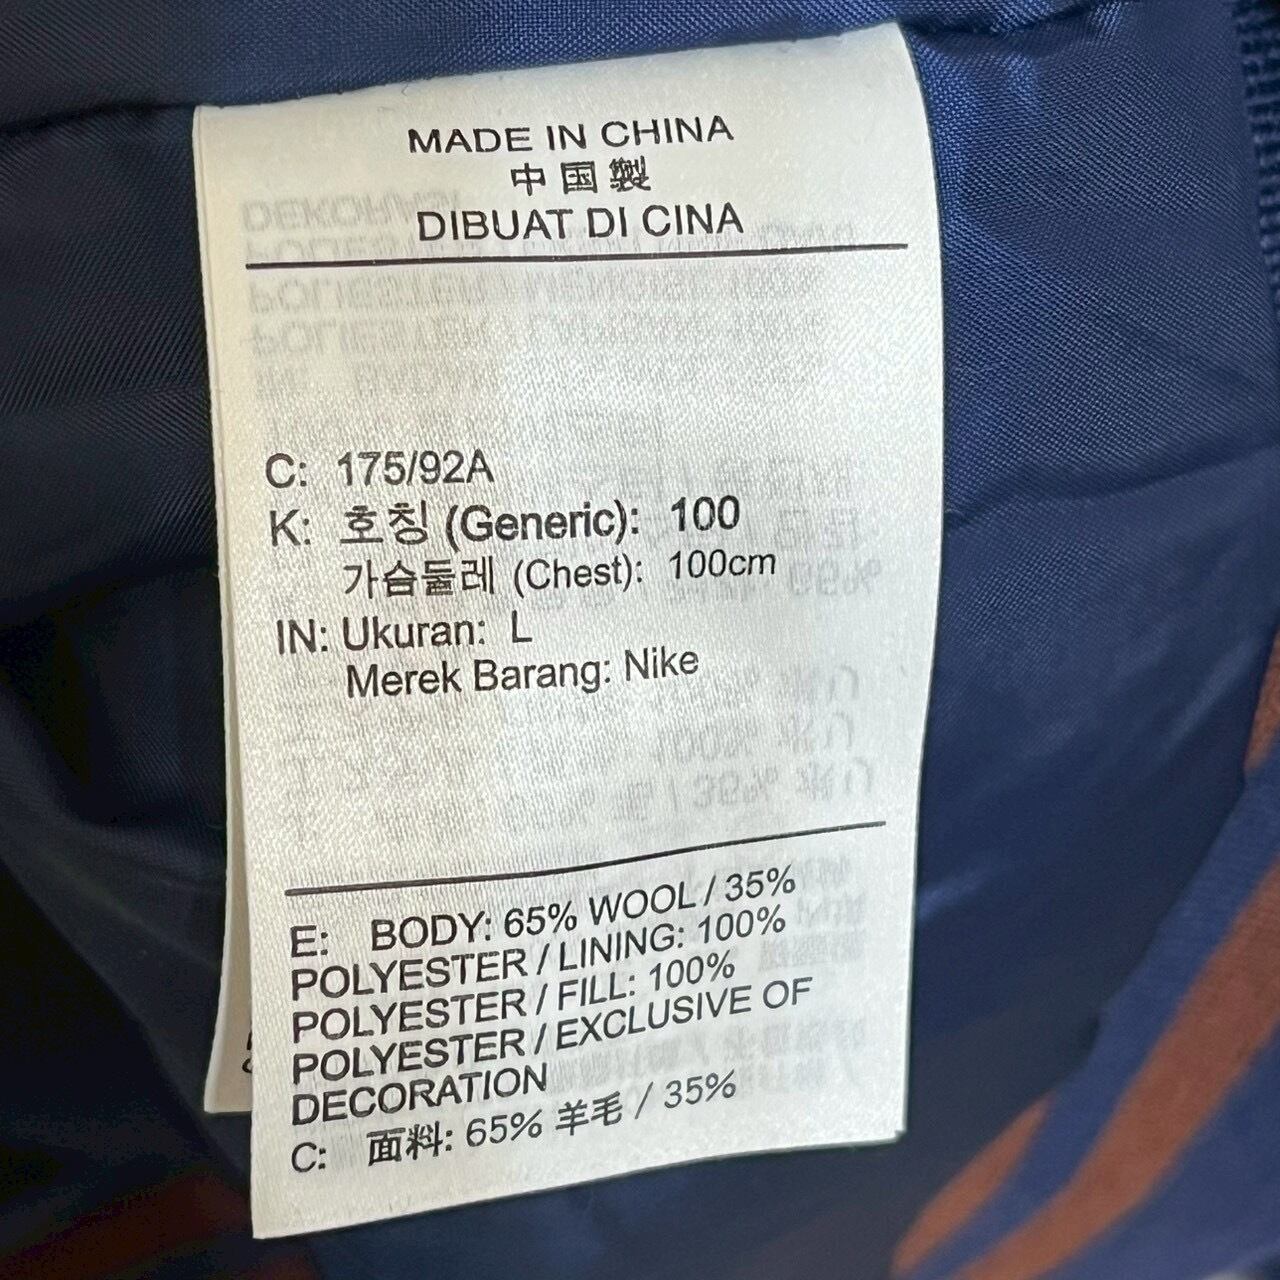 MADE IN CHINA
中国製
DIBUAT DI CINA
C: 175/92A
K: 호칭 (Generic): 100
가슴둘레 (Chest): 100cm
IN: Ukuran: L
Merek Barang: Nike
E: BODY: 65% WOOL / 35%
POLYESTER / LINING: 100%
POLYESTER / FILL: 100%
POLYESTER / EXCLUSIVE OF
DECORATION
C: 面料: 65% 羊毛 / 35%